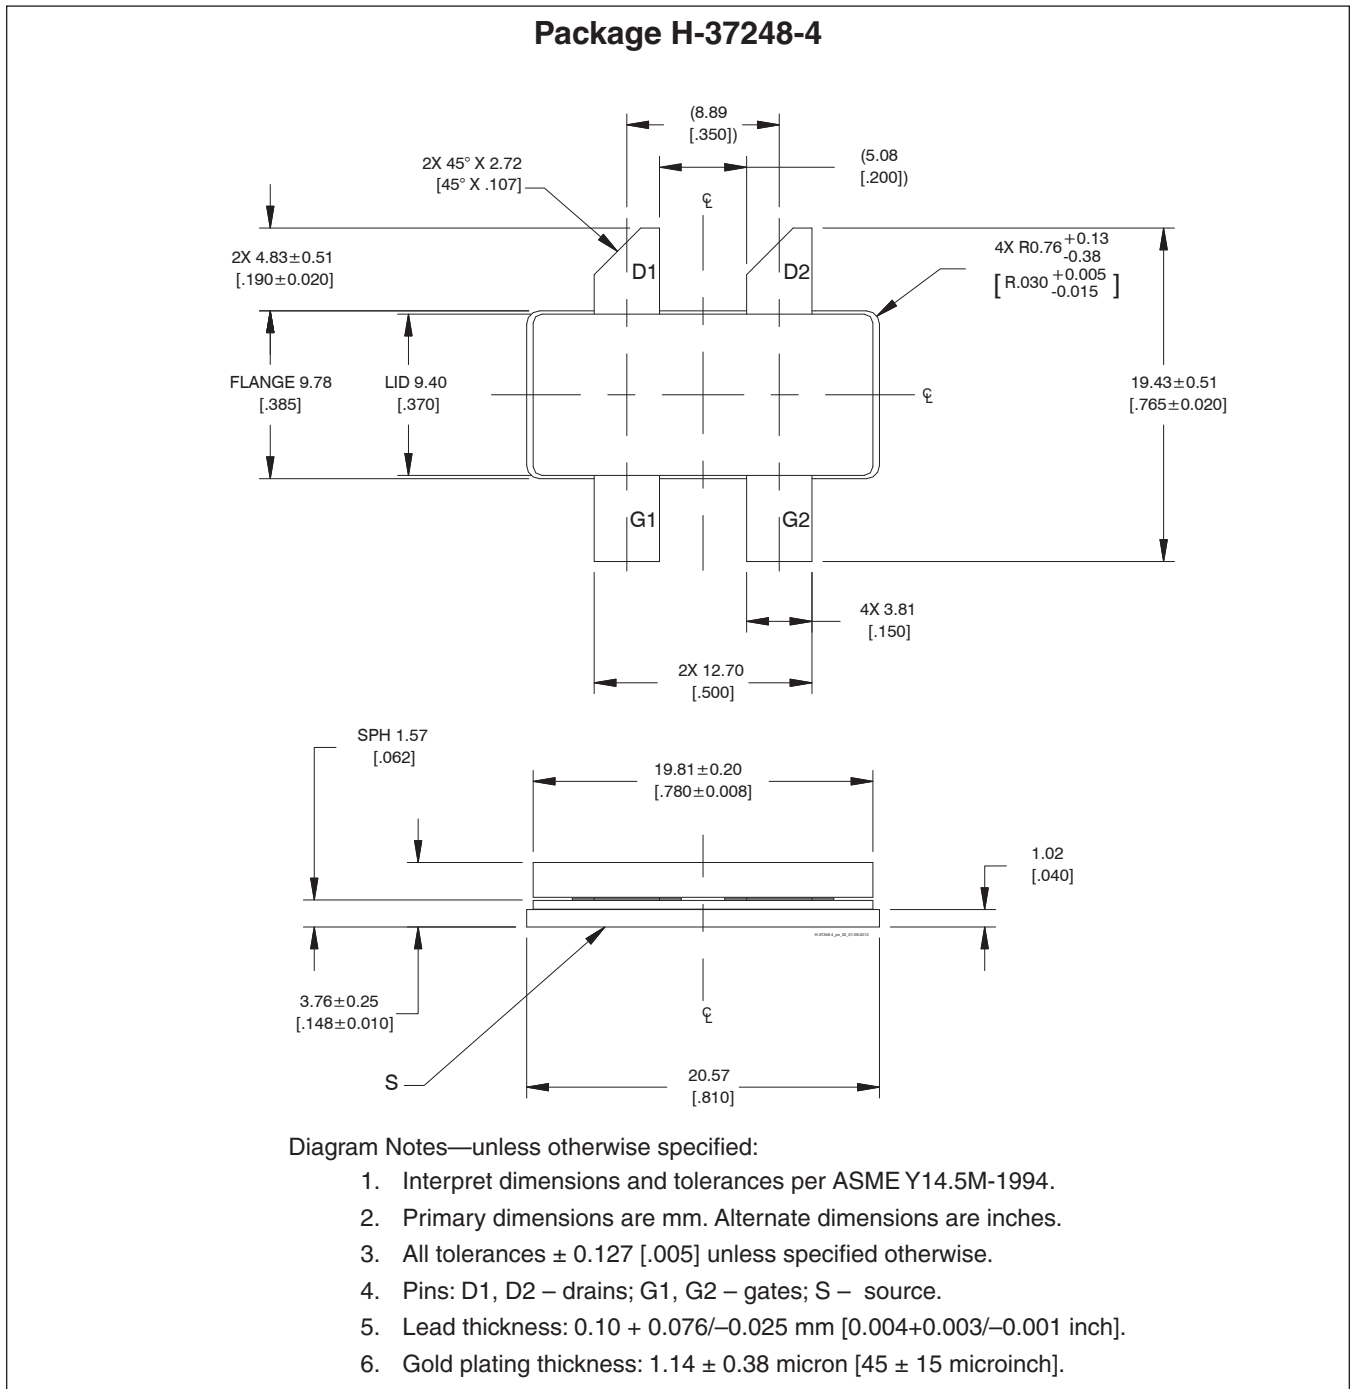 Package H-37248-4
(8.89
[.350])
2X 45° X 2.72
[45° X .107]
(5.08
[.200])
℄
2X 4.83±0.51
[.190±0.020]
4X R0.76 +0.13
-0.38
[ R.030 +0.005
-0.015 ]
D1
D2
FLANGE 9.78
[.385]
LID 9.40
[.370]
℄
19.43±0.51
[.765±0.020]
G1
G2
4X 3.81
[.150]
2X 12.70
[.500]
SPH 1.57
[.062]
19.81±0.20
[.780±0.008]
1.02
[.040]
3.76±0.25
[.148±0.010]
℄
S
20.57
[.810]
Diagram Notes—unless otherwise specified:
1. Interpret dimensions and tolerances per ASME Y14.5M-1994.
2. Primary dimensions are mm. Alternate dimensions are inches.
3. All tolerances ± 0.127 [.005] unless specified otherwise.
4. Pins: D1, D2 – drains; G1, G2 – gates; S – source.
5. Lead thickness: 0.10 + 0.076/–0.025 mm [0.004+0.003/–0.001 inch].
6. Gold plating thickness: 1.14 ± 0.38 micron [45 ± 15 microinch].